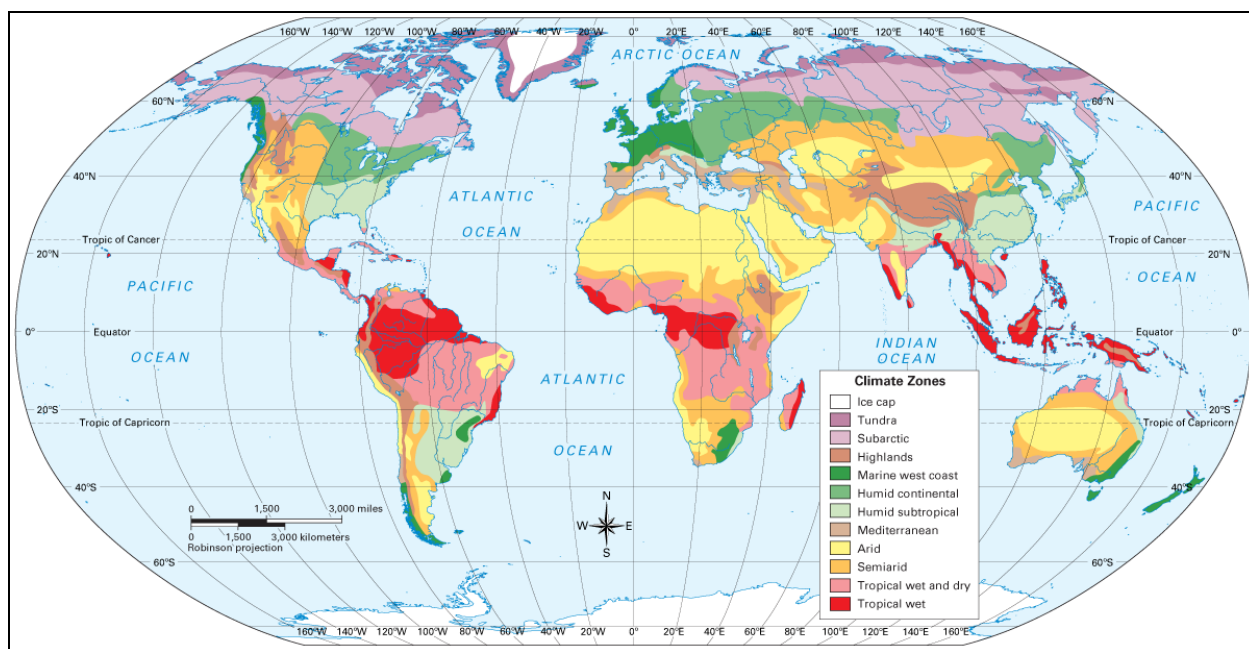 160°W 140°W 120°W 100°W 80°W 60°W 40°W 20°W 0° 20°E 40°E 60°E 80°E 100°E 120°E 140°E 160°E
ARCTIC OCEAN
60°N 60°N
40°N 40°N
ATLANTIC
OCEAN
PACIFIC
OCEAN
Tropic of Cancer Tropic of Cancer
20°N 20°N
PACIFIC
OCEAN
Equator 0° 0° Equator
INDIAN
OCEAN
ATLANTIC
OCEAN
20°S 20°S
Tropic of Capricorn Tropic of Capricorn
40°S 40°S
60°S 60°S
N
W E
S
0 1,500 3,000 miles
0 1,500 3,000 kilometers
Robinson projection
Climate Zones
Ice cap
Tundra
Subarctic
Highlands
Marine west coast
Humid continental
Humid subtropical
Mediterranean
Arid
Semiarid
Tropical wet and dry
Tropical wet
160°W 140°W 120°W 100°W 80°W 60°W 40°W 20°W 0° 20°E 40°E 60°E 80°E 100°E 120°E 140°E 160°E